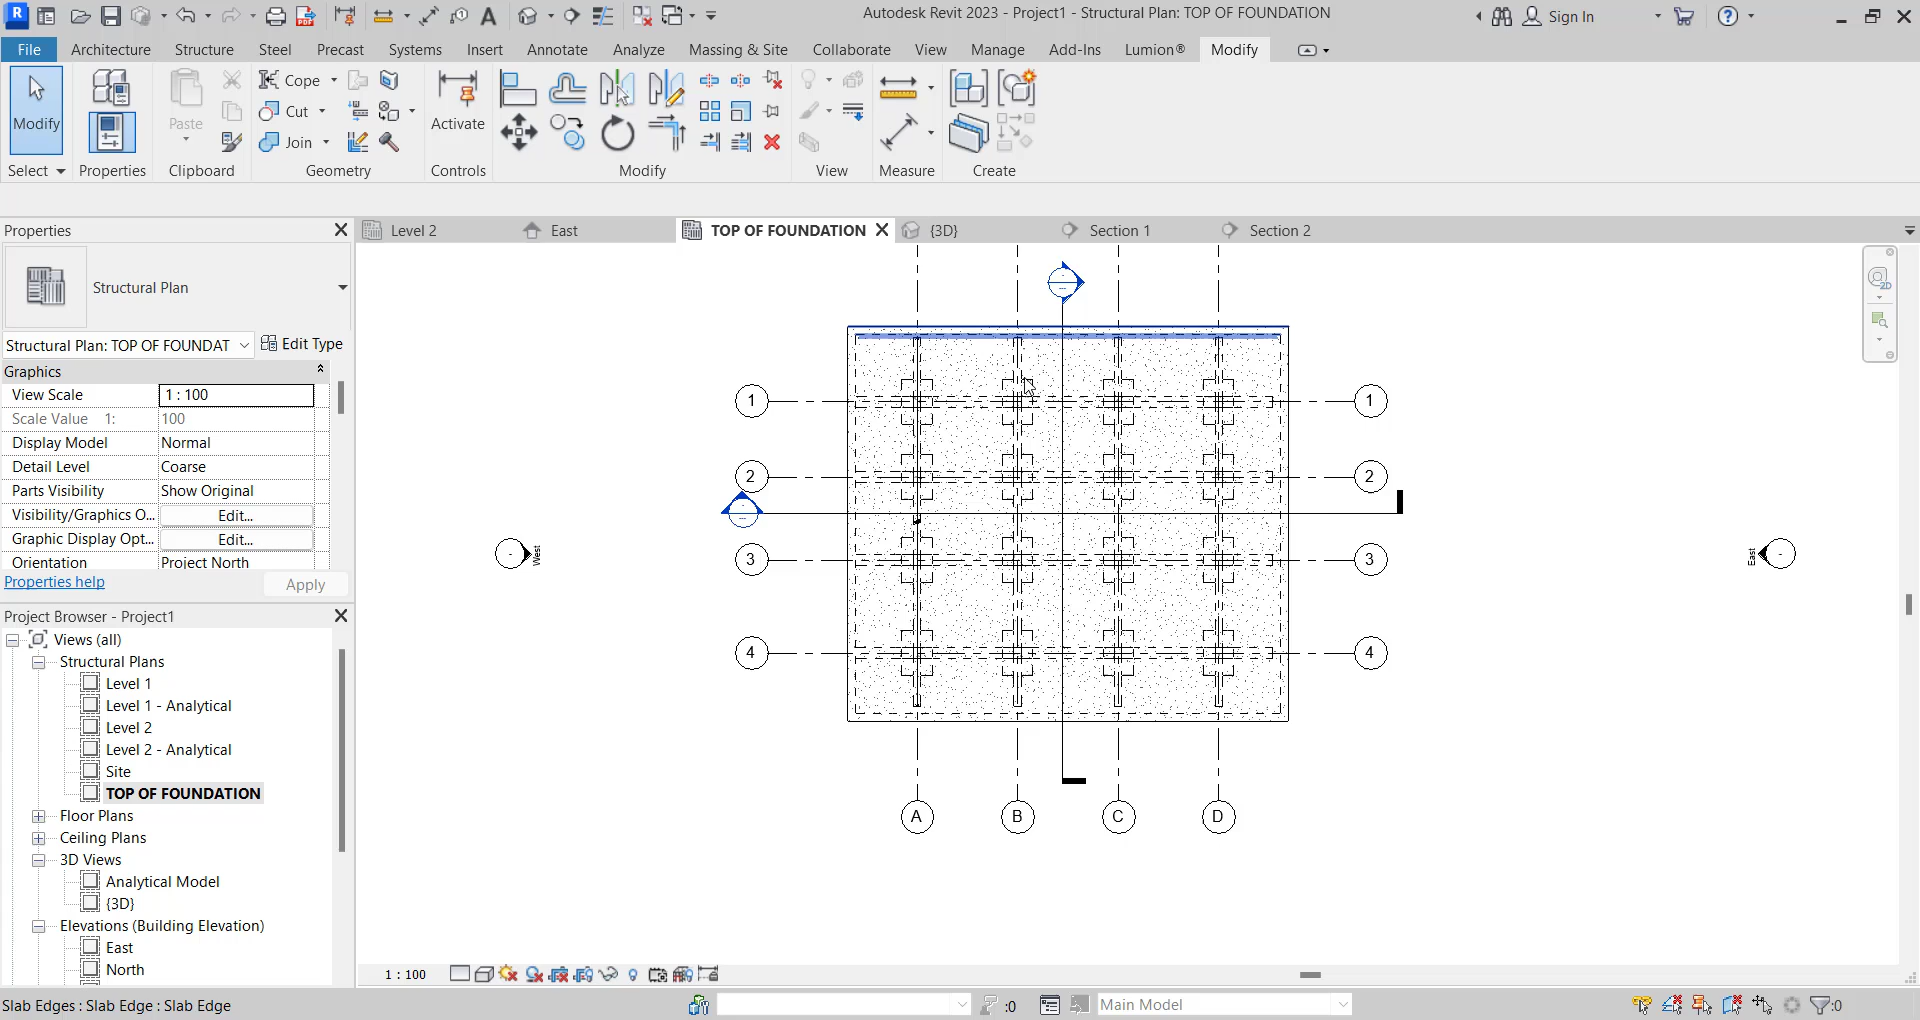 Autodesk Revit 2023 - Project1 - Structural Plan: TOP OF FOUNDATION
Sign In
File
Architecture
Structure
Steel
Precast
Systems
Insert
Annotate
Analyze
Massing & Site
Collaborate
View
Manage
Add-Ins
Lumion®
Modify
Modify
Paste
Cope
Cut
Join
Activate
Select
Properties
Clipboard
Geometry
Controls
Modify
View
Measure
Create
Properties
Level 2
East
TOP OF FOUNDATION
{3D}
Section 1
Section 2
Structural Plan
Structural Plan: TOP OF FOUNDAT
Edit Type
Graphics
View Scale
1 : 100
Scale Value 1:
100
Display Model
Normal
Detail Level
Coarse
Parts Visibility
Show Original
Visibility/Graphics O...
Edit...
Graphic Display Opt...
Edit...
Orientation
Project North
Properties help
Apply
Project Browser - Project1
Views (all)
Structural Plans
Level 1
Level 1 - Analytical
Level 2
Level 2 - Analytical
Site
TOP OF FOUNDATION
Floor Plans
Ceiling Plans
3D Views
Analytical Model
{3D}
Elevations (Building Elevation)
East
North
1
1
2
2
3
3
4
4
West
East
A
B
C
D
2D
1 : 100
Slab Edges : Slab Edge : Slab Edge
:0
Main Model
:0